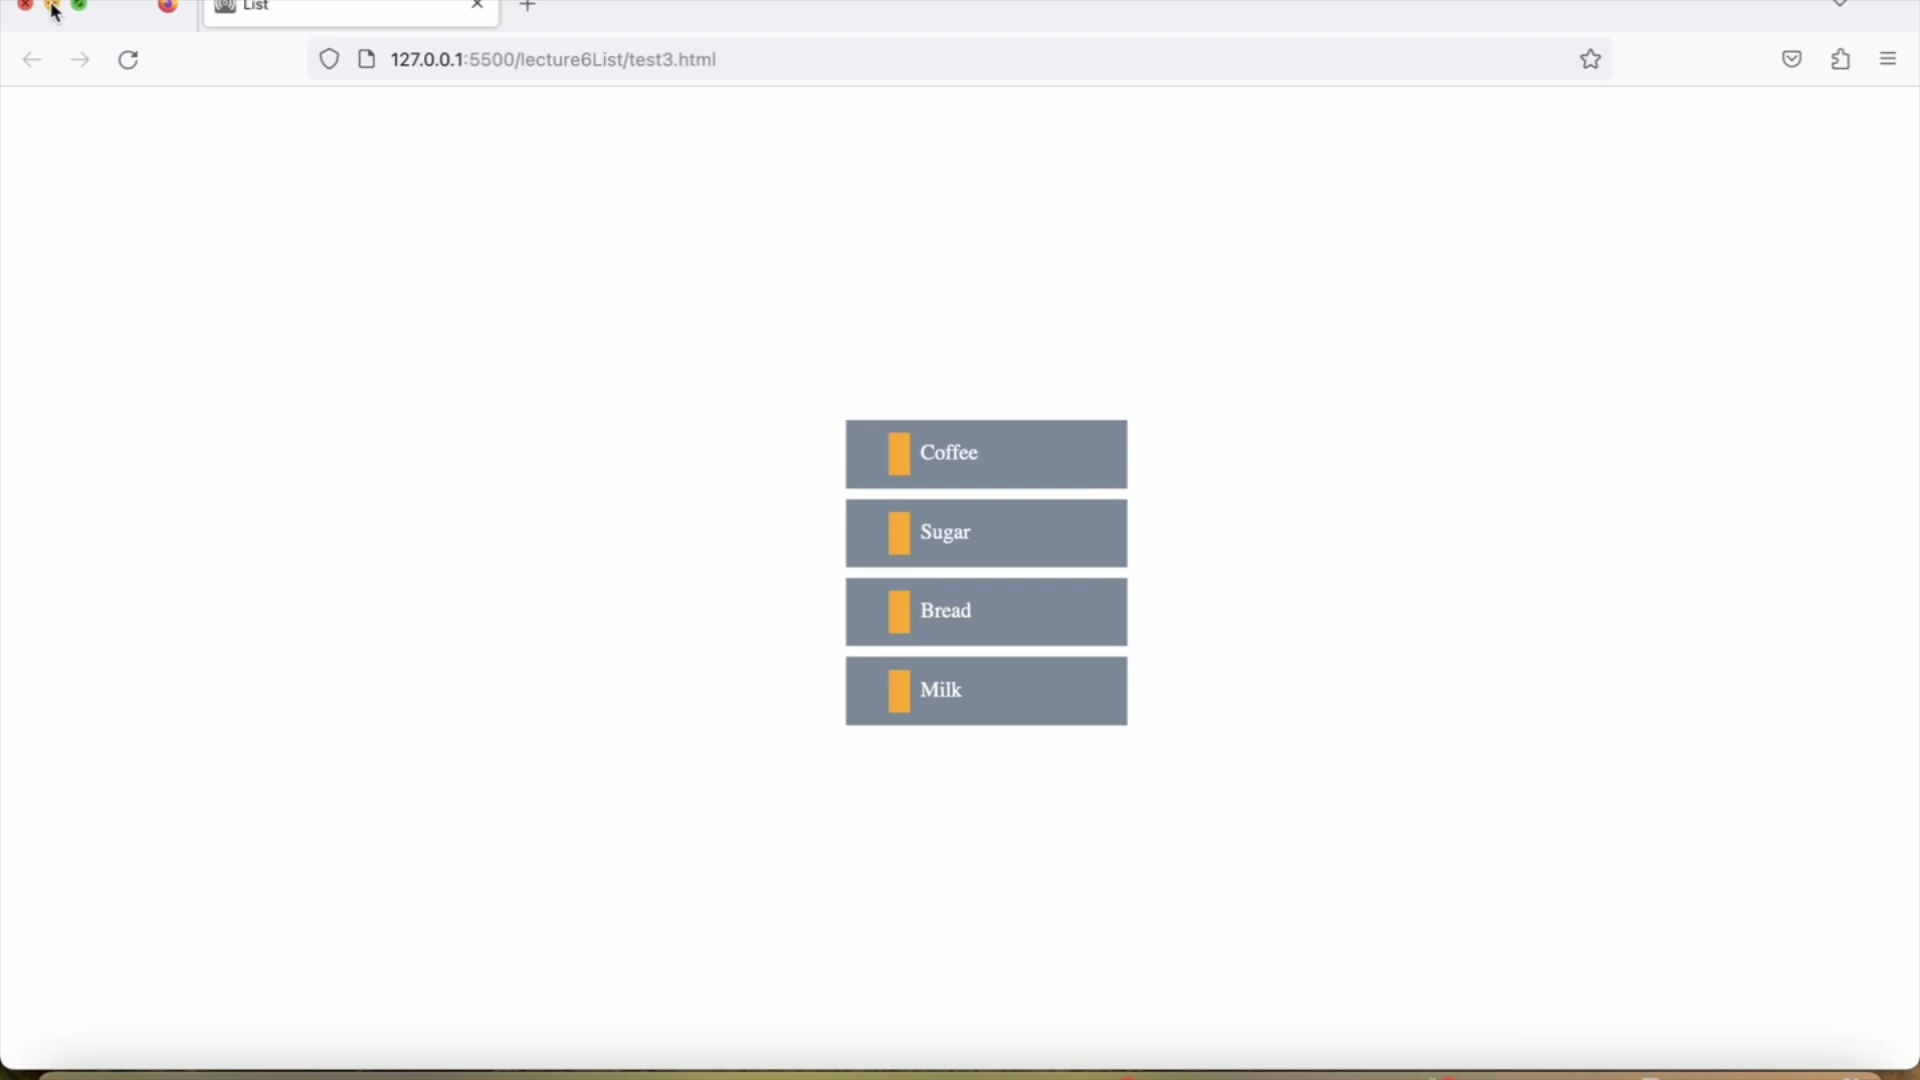 List
127.0.0.1:5500/lecture6List/test3.html
Coffee
Sugar
Bread
Milk